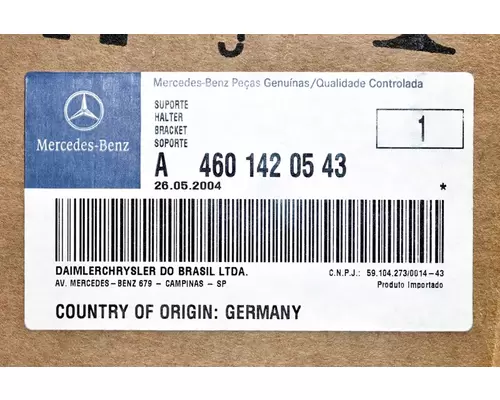 Mercedes-Benz Peças Genuínas/Qualidade Controlada
Mercedes-Benz
SUPORTE
HALTER
BRACKET
SOPORTE
1
A 460 142 05 43
26.05.2004 *
DAIMLERCHRYSLER DO BRASIL LTDA. C.N.P.J.: 59.104.273/0014-43
AV. MERCEDES-BENZ 679 - CAMPINAS - SP Produto Importado
COUNTRY OF ORIGIN: GERMANY